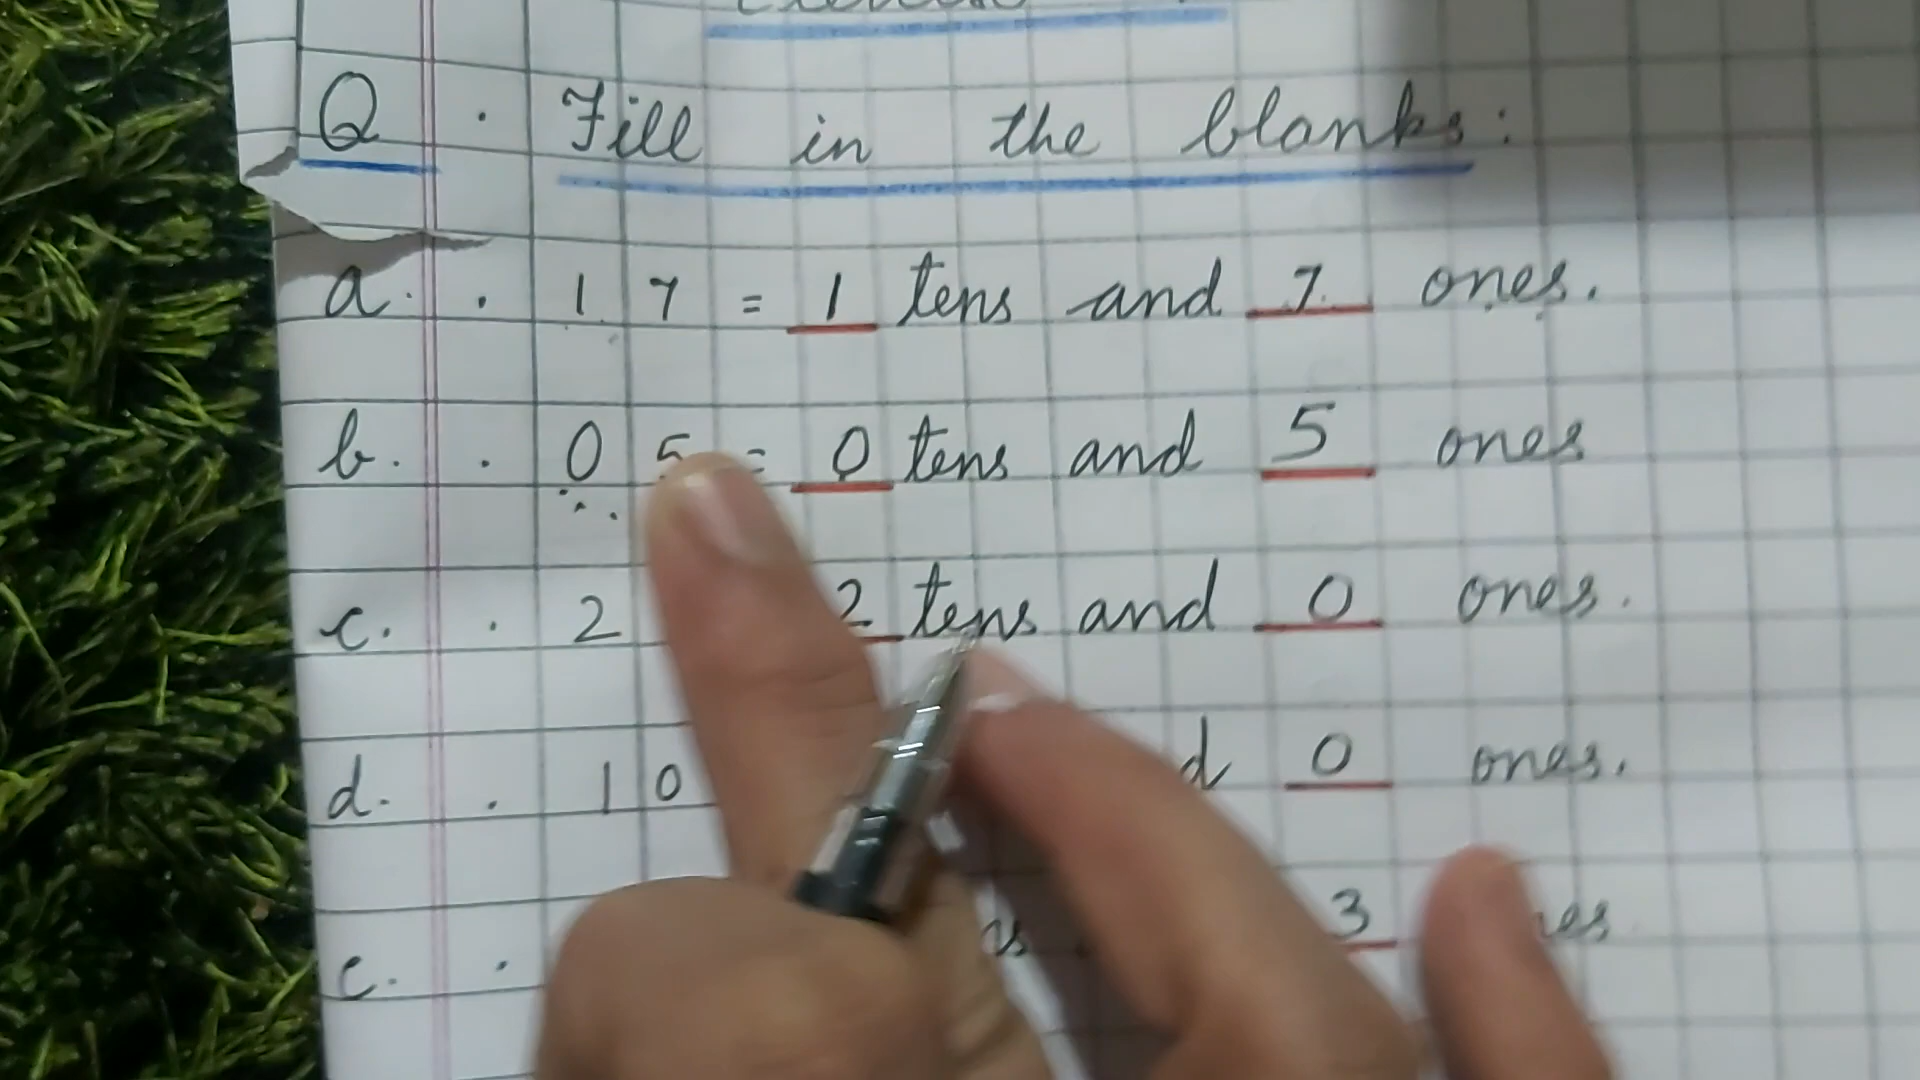 Q. Fill in the blanks:
a. . 17 = 1 tens and 7 ones.
b. . 05 = 0 tens and 5 ones
c. . 2 2 tens and 0 ones.
d. . 10 0 ones.
e. . 3